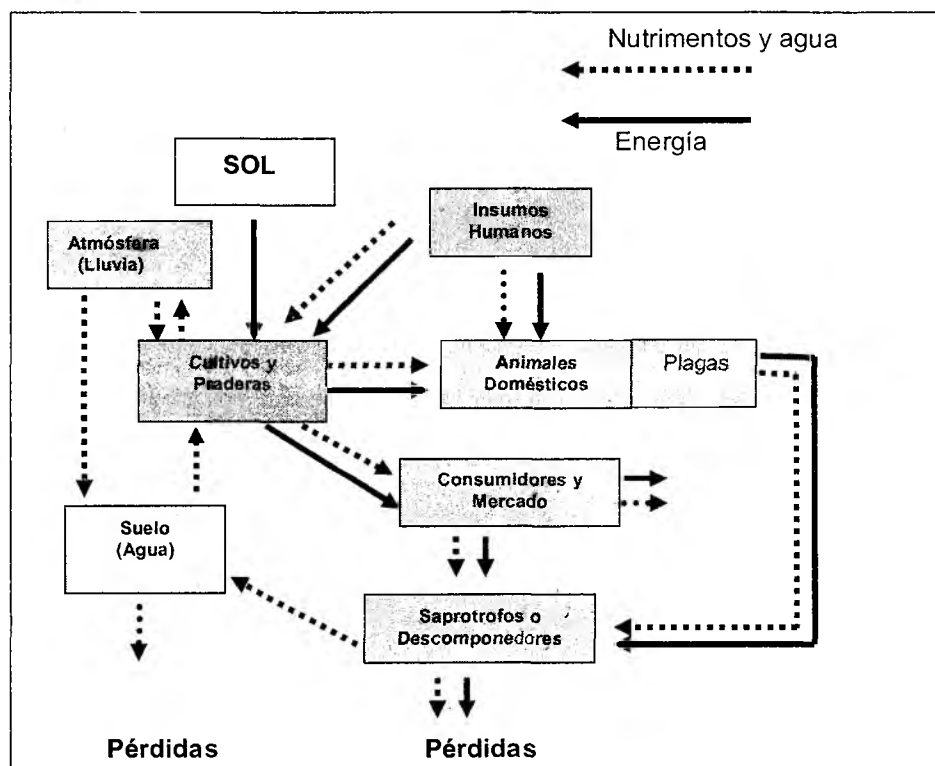 Nutrimentos y agua
Energía
SOL
Insumos
Humanos
Atmósfera
(Lluvia)
Cultivos y
Praderas
Animales
Domésticos
Plagas
Consumidores y
Mercado
Suelo
(Agua)
Saprotrofos o
Descomponedores
Pérdidas
Pérdidas